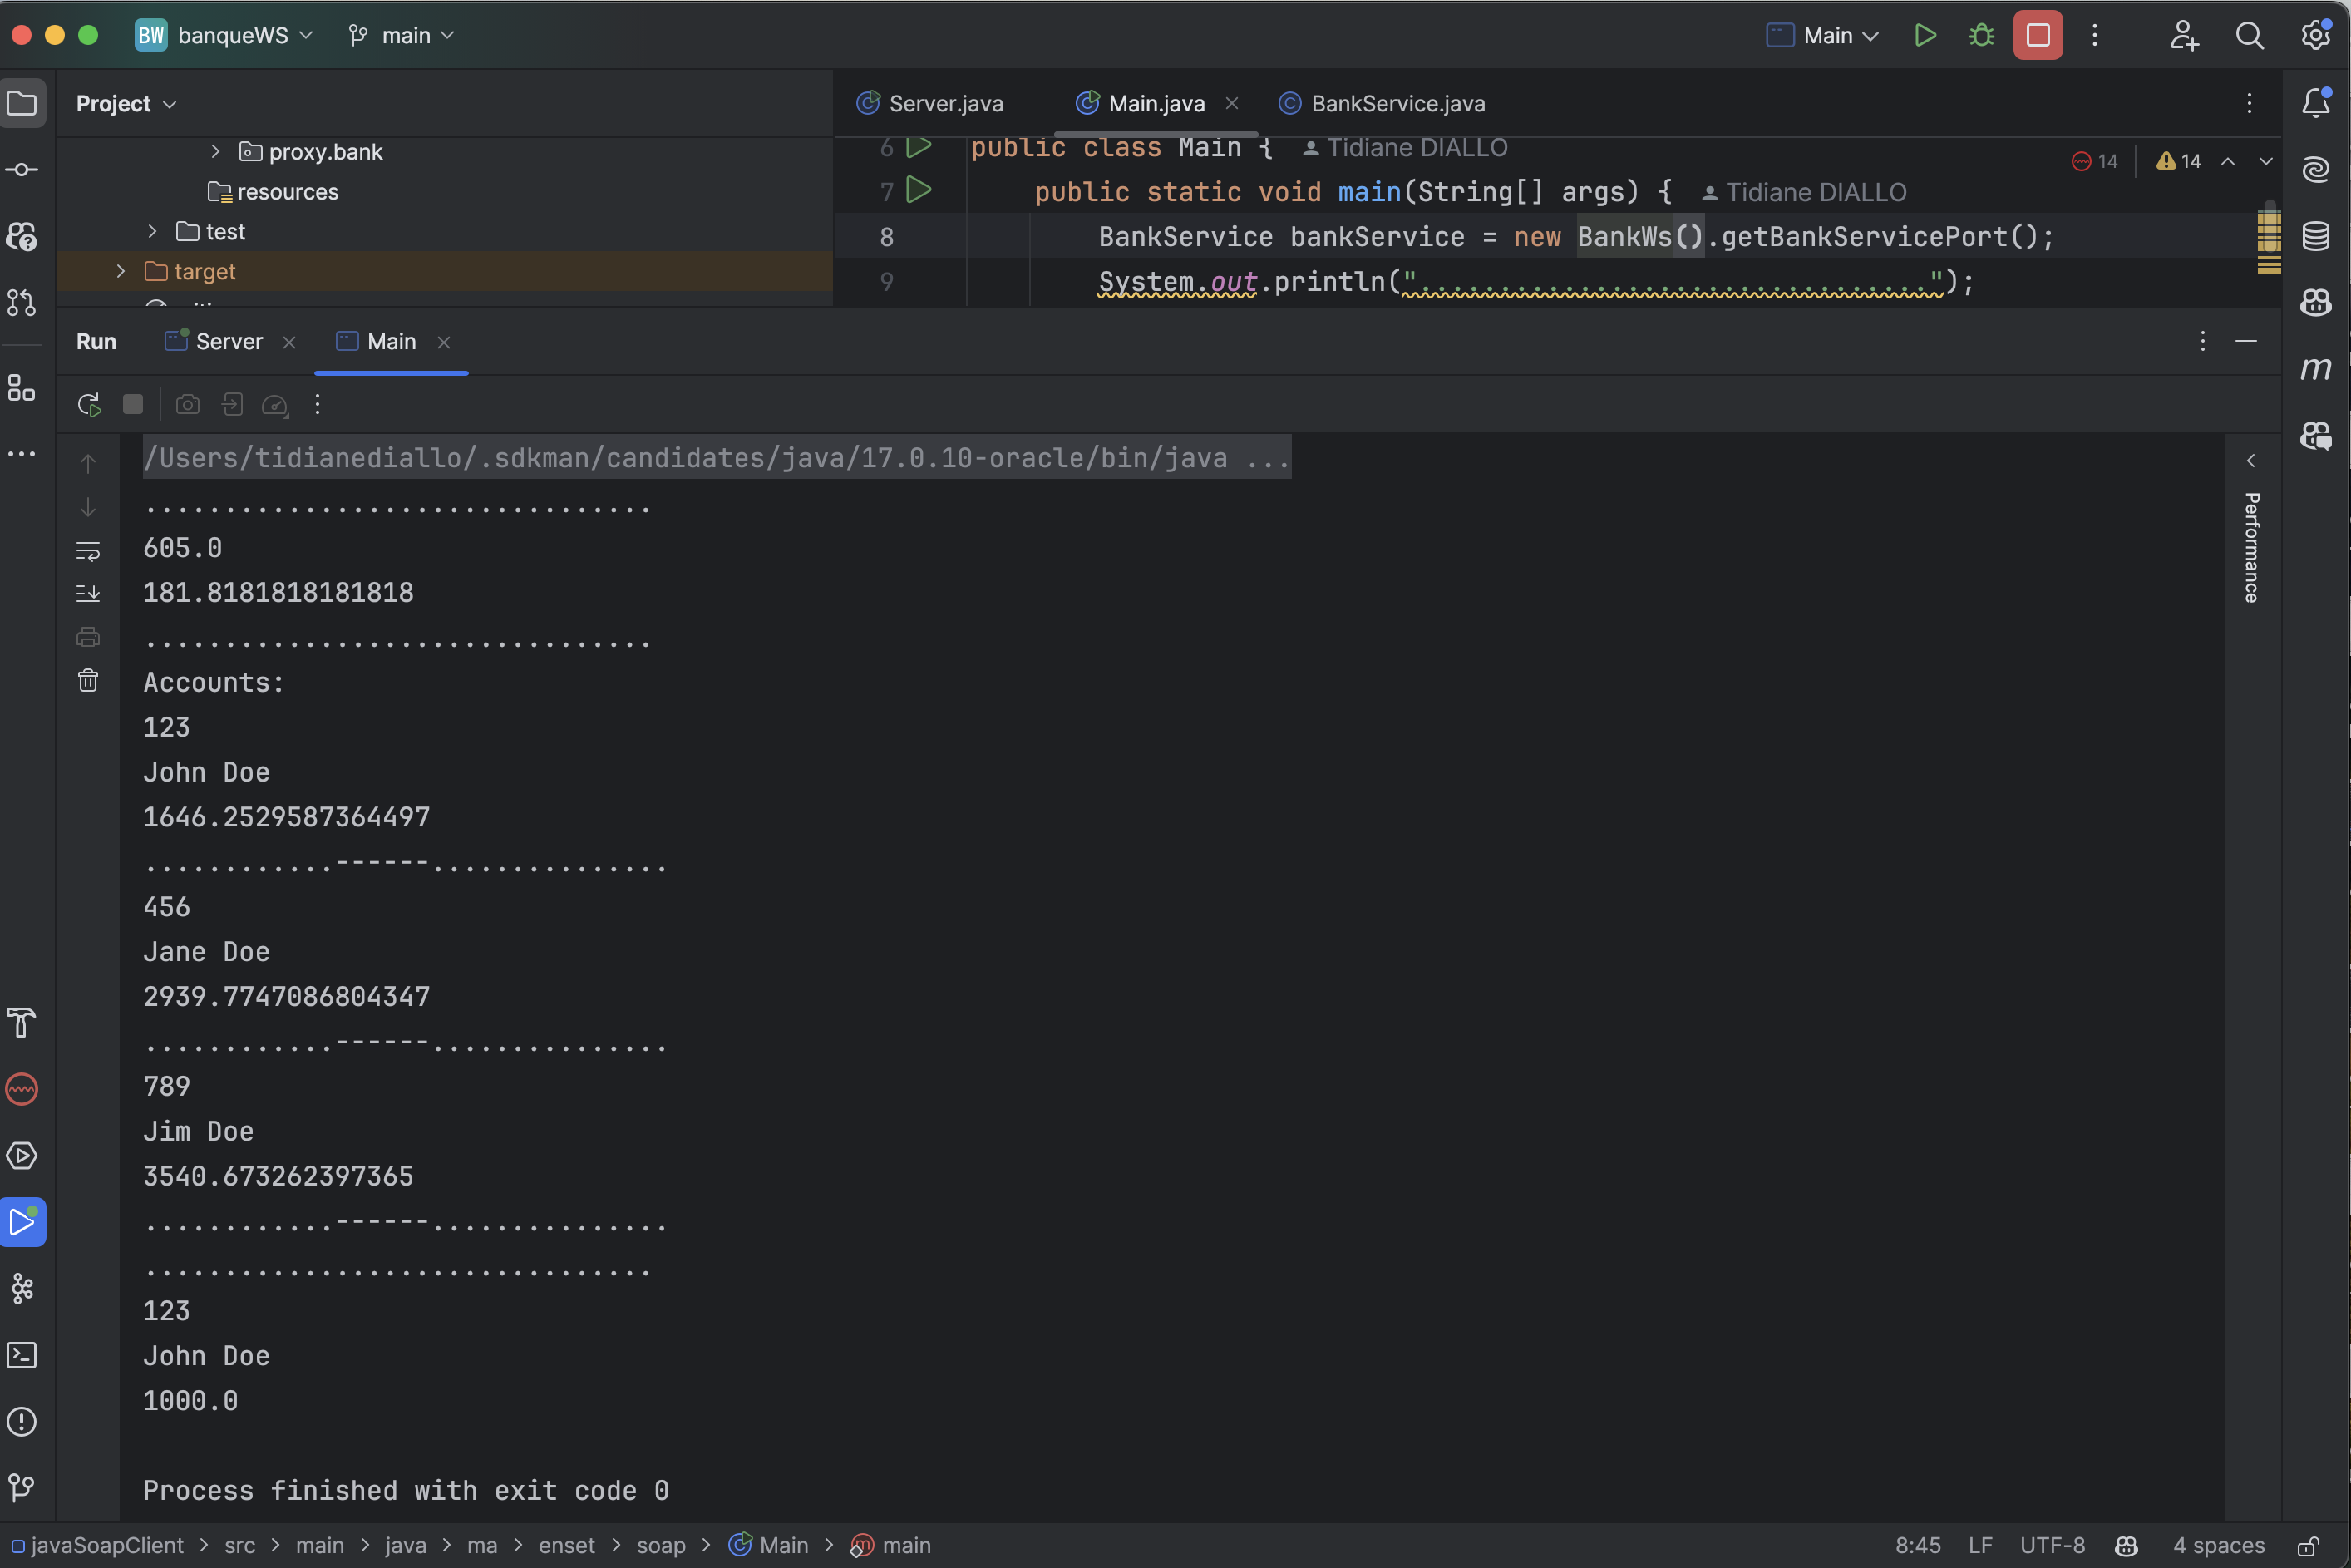 BW banqueWS main Main
Project
Server.java Main.java BankService.java
proxy.bank
resources
test
target
6 public class Main { Tidiane DIALLO
7 public static void main(String[] args) { Tidiane DIALLO
8 BankService bankService = new BankWs().getBankServicePort();
9 System.out.println("................................");
14 14
Run Server Main
/Users/tidianediallo/.sdkman/candidates/java/17.0.10-oracle/bin/java ...
................................
605.0
181.8181818181818
................................
Accounts:
123
John Doe
1646.2529587364497
............------...............
456
Jane Doe
2939.7747086804347
............------...............
789
Jim Doe
3540.673262397365
............------...............
................................
123
John Doe
1000.0
Process finished with exit code 0
Performance
m
javaSoapClient > src > main > java > ma > enset > soap > Main > main
8:45 LF UTF-8 4 spaces